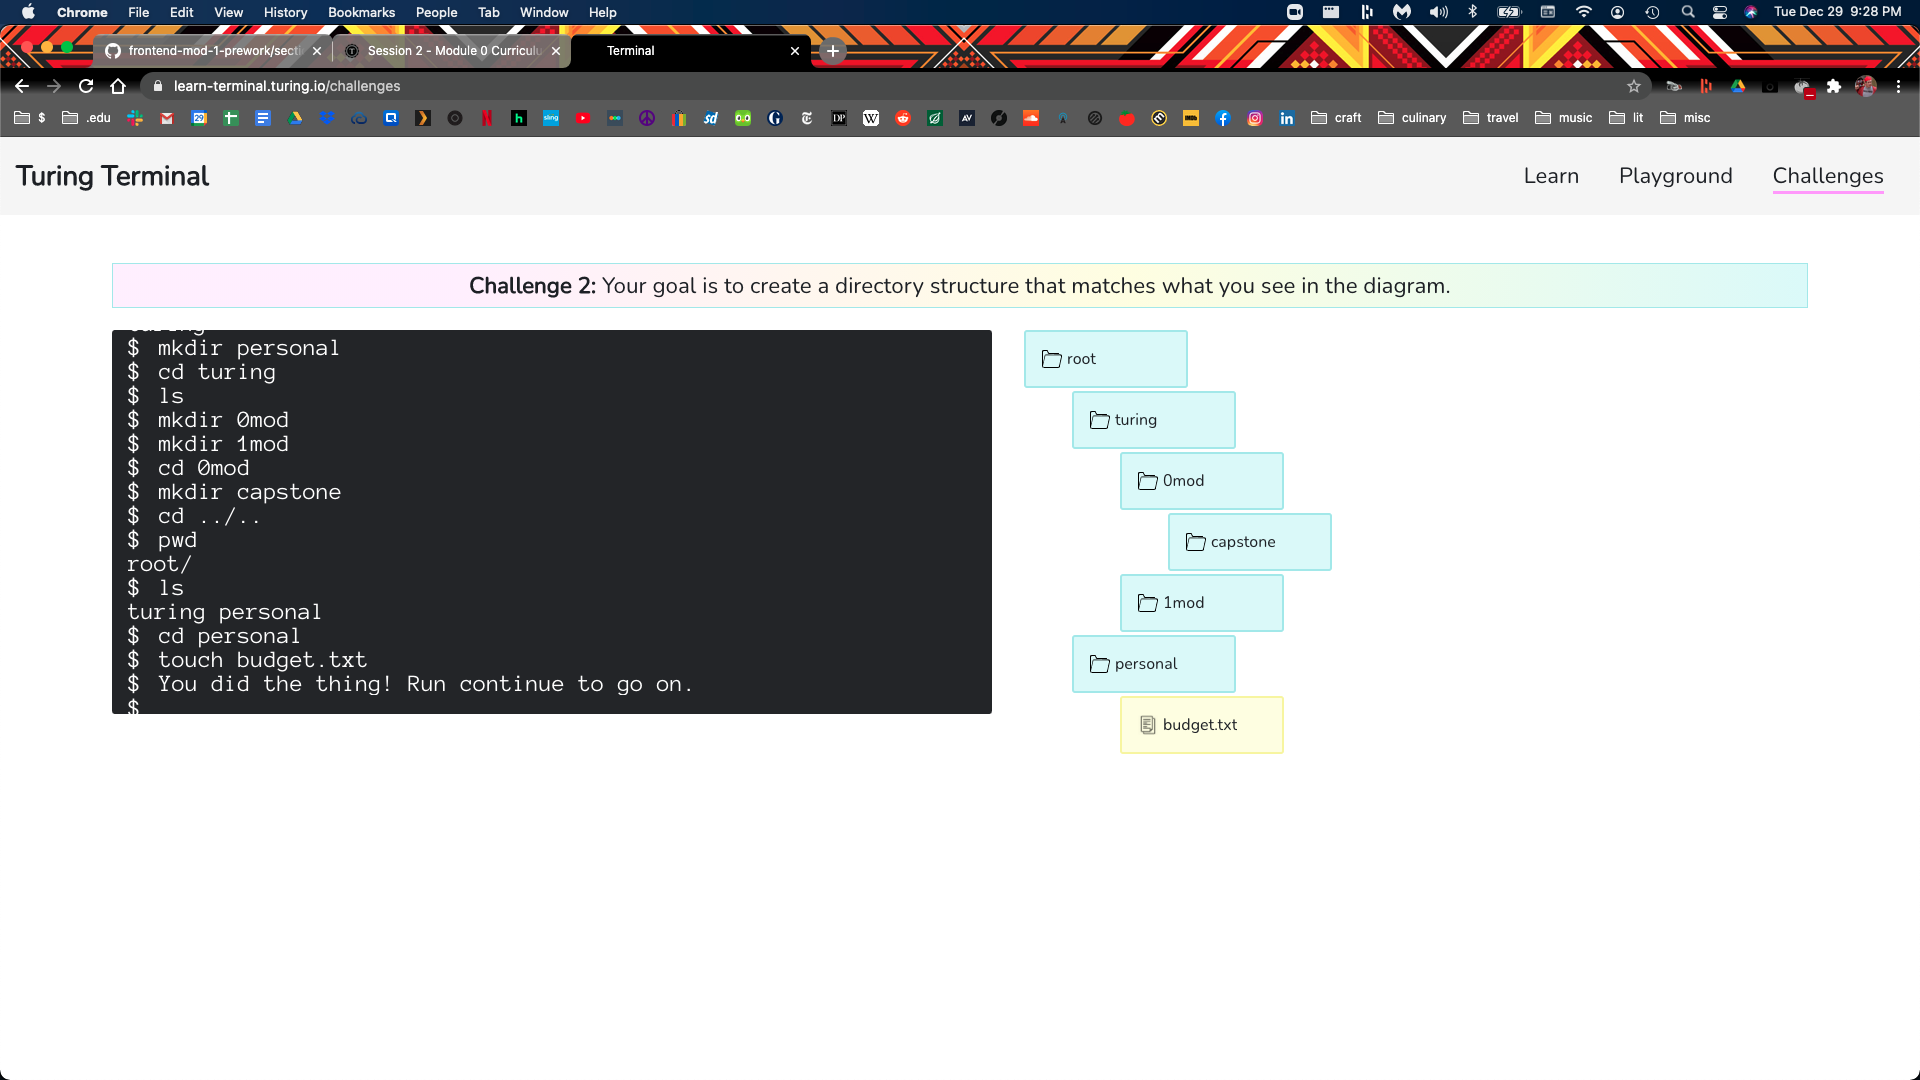 Chrome File Edit View History Bookmarks People Tab Window Help Tue Dec 29 9:28 PM
frontend-mod-1-prework/secti Session 2 - Module 0 Curriculu Terminal
learn-terminal.turing.io/challenges
$ .edu craft culinary travel music lit misc
Turing Terminal
Learn Playground Challenges
Challenge 2: Your goal is to create a directory structure that matches what you see in the diagram.
$ mkdir personal
$ cd turing
$ ls
$ mkdir 0mod
$ mkdir 1mod
$ cd 0mod
$ mkdir capstone
$ cd ../..
$ pwd
root/
$ ls
turing personal
$ cd personal
$ touch budget.txt
$ You did the thing! Run continue to go on.
$
root
turing
0mod
capstone
1mod
personal
budget.txt